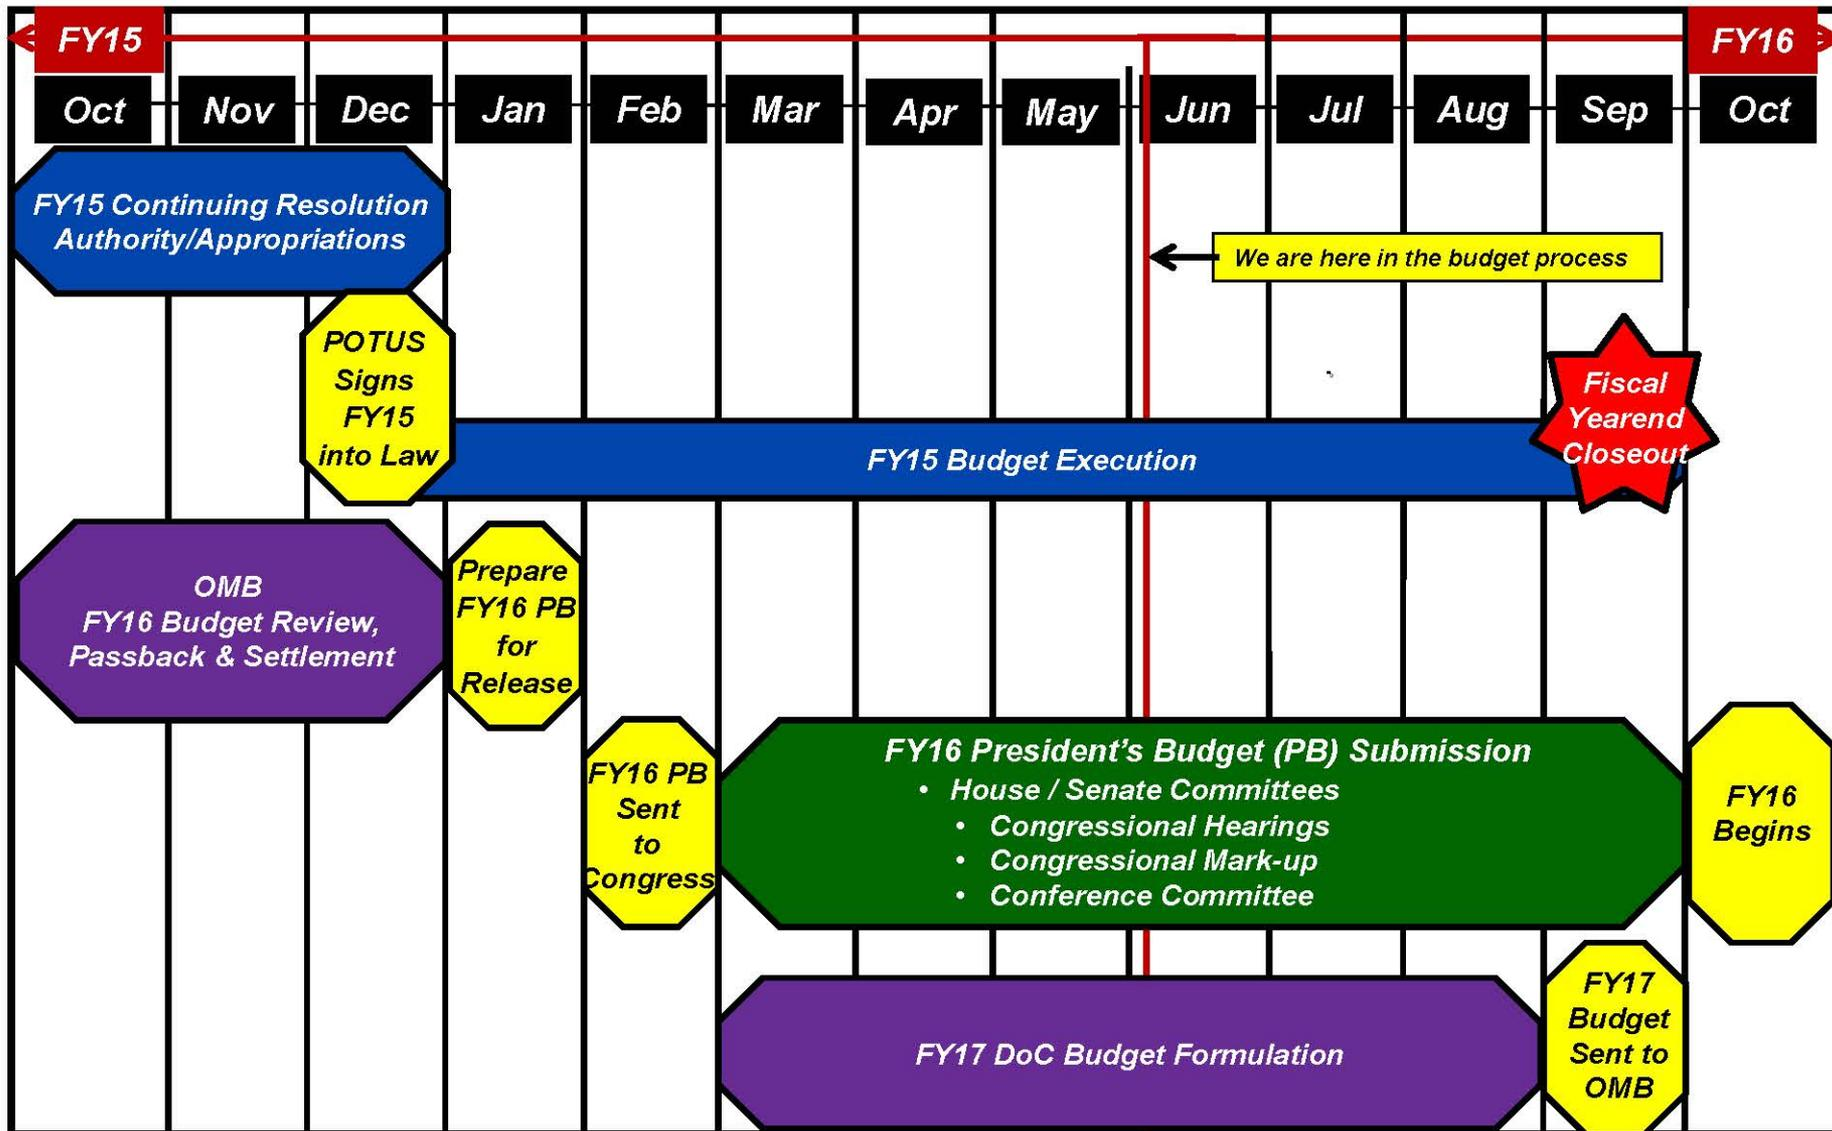 FY15
FY16
Oct
Nov
Dec
Jan
Feb
Mar
Apr
May
Jun
Jul
Aug
Sep
Oct
FY15 Continuing Resolution
Authority/Appropriations
We are here in the budget process
POTUS
Signs
FY15
into Law
Fiscal
Yearend
Closeout
FY15 Budget Execution
OMB
FY16 Budget Review,
Passback & Settlement
Prepare
FY16 PB
for
Release
FY16 PB
Sent
to
Congress
FY16 President’s Budget (PB) Submission
• House / Senate Committees
• Congressional Hearings
• Congressional Mark-up
• Conference Committee
FY16
Begins
FY17 DoC Budget Formulation
FY17
Budget
Sent to
OMB